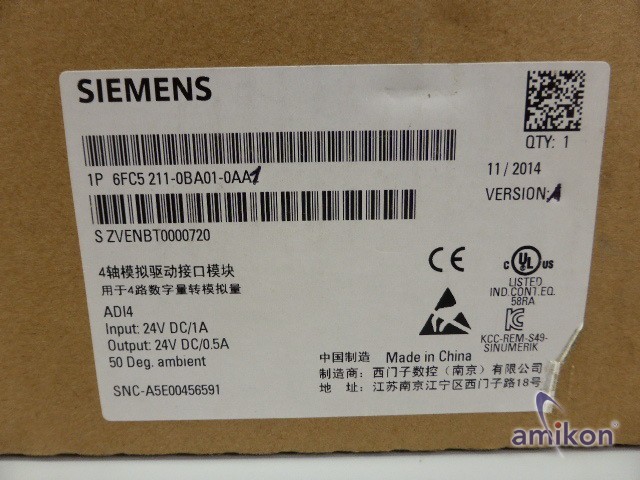 SIEMENS
QTY: 1
1P 6FC5 211-0BA01-0AA1
11/2014
VERSION: A
S ZVENBT0000720
4轴模拟驱动接口模块
用于4路数字量转模拟量
ADI4
Input: 24V DC/1A
Output: 24V DC/0.5A
50 Deg. ambient
SNC-A5E00456591
CE
C UL US
LISTED
IND.CONT.EQ.
58RA
KCC-REM-S49-
SINUMERIK
中国制造 Made in China
制造商: 西门子数控（南京）有限公司
地 址: 江苏南京江宁区西门子路18号
amikon